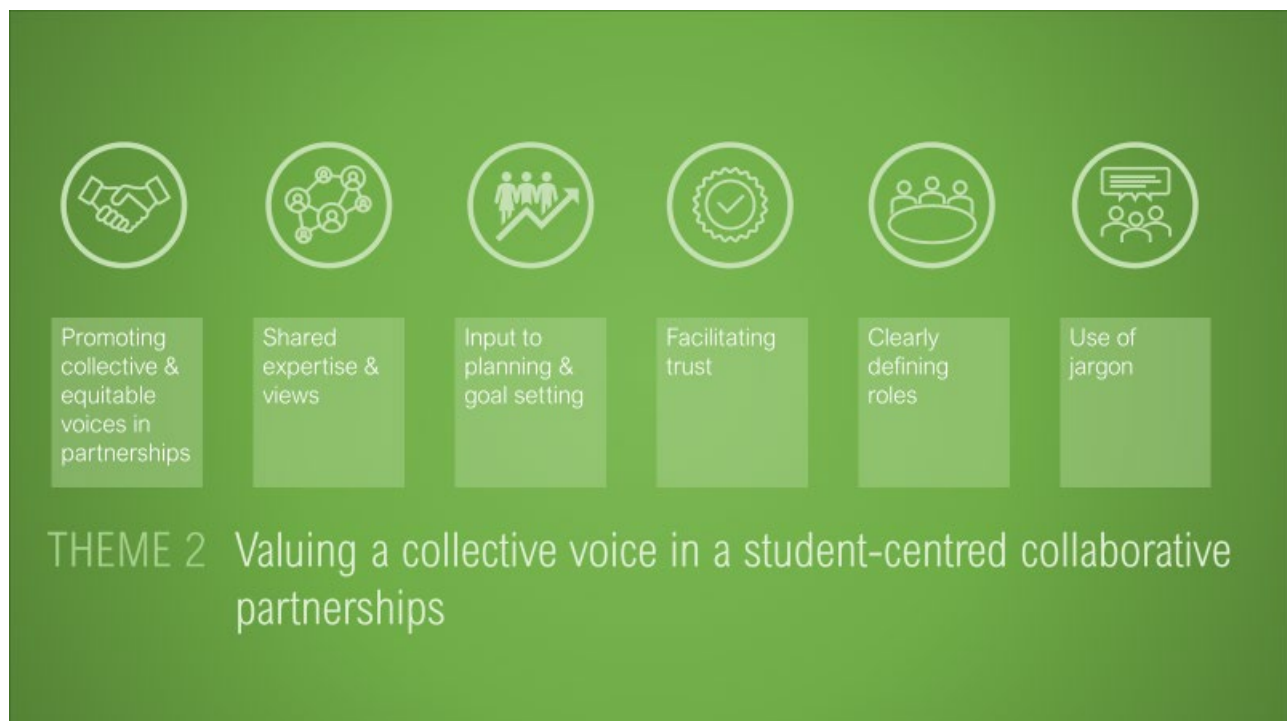 Promoting
collective &
equitable
voices in
partnerships
Shared
expertise &
views
Input to
planning &
goal setting
Facilitating
trust
Clearly
defining
roles
Use of
jargon
THEME 2 Valuing a collective voice in a student-centred collaborative
partnerships